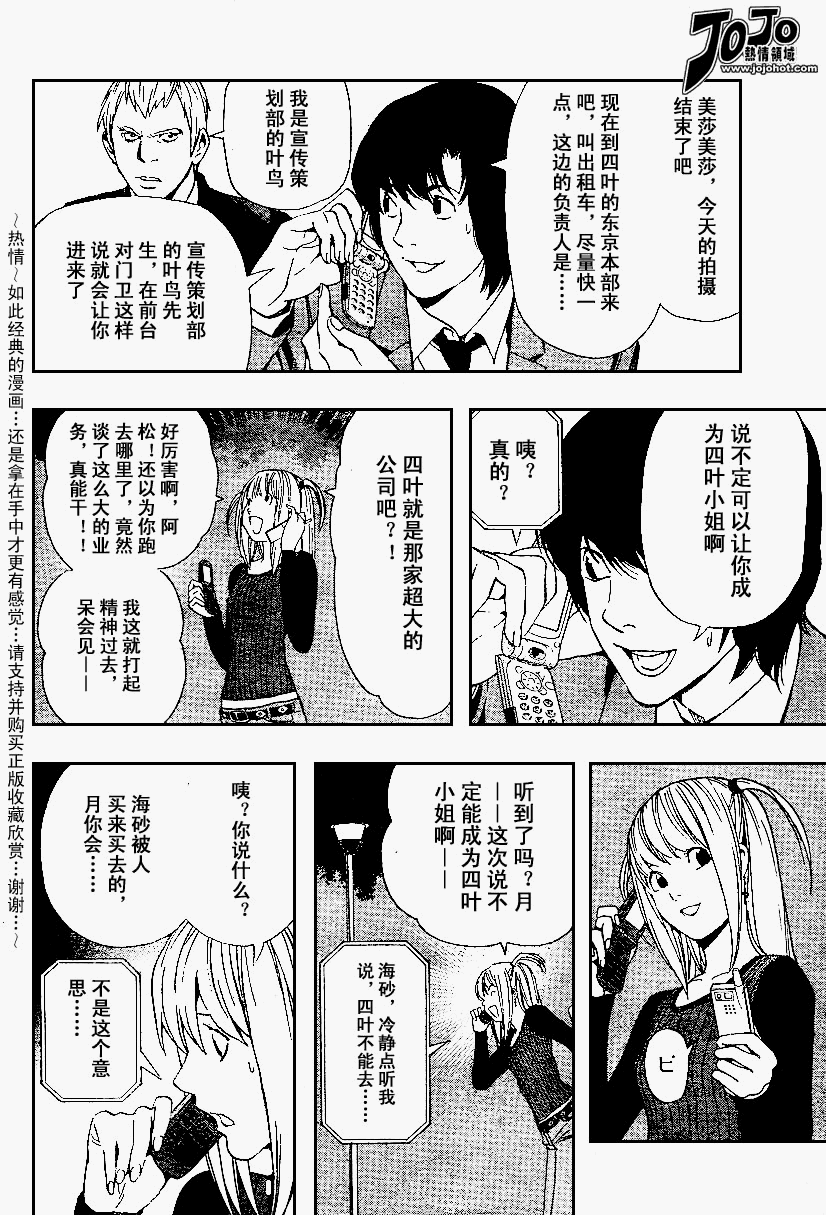 JOJO
熱情領域
www.jojohot.com
美莎美莎，今天的拍摄
结束了吧
现在到四叶的东京本部来
吧，叫出租车，尽量快一
点，这边的负责人是……
我是宣传策
划部的叶鸟
宣传策划部
的叶鸟先
生，在前台
对门卫这样
说就会让你
进来了
说不定可以让你成
为四叶小姐啊
咦？
真的？
四叶就是那家超大的
公司吧？！
好厉害啊，阿
松！还以为你跑
去哪里了，竟然
谈了这么大的业
务，真能干！！
我这就打起
精神过去，
呆会见——
ピ
听到了吗？月
——这次说不
定能成为四叶
小姐啊——
海砂，冷静点听我
说，四叶不能去……
咦？你说什么？
海砂被人
买来买去的，
月你会……
不是这个意
思……
～热情～如此经典的漫画…还是拿在手中才更有感觉…请支持并购买正版收藏欣赏…谢谢…～